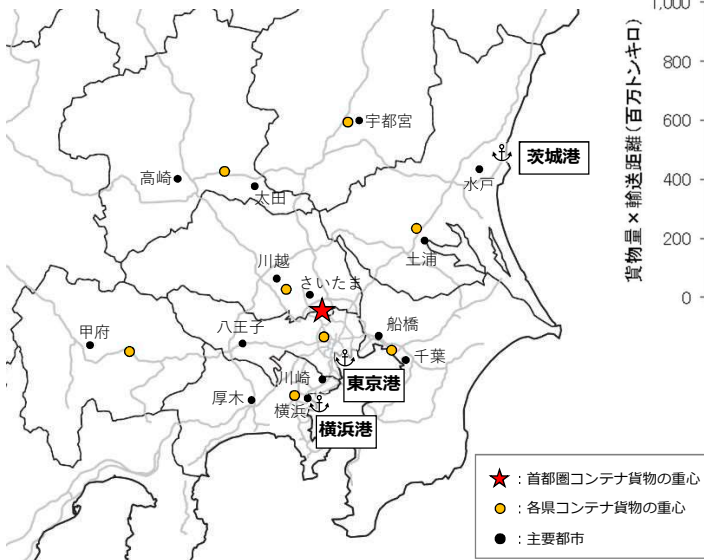 1,000
800
600
400
200
0
貨物量×輸送距離(百万トンキロ)
宇都宮
茨城港
水戸
高崎
太田
土浦
川越
さいたま
甲府
八王子
船橋
千葉
東京港
川崎
厚木
横浜
横浜港
：首都圏コンテナ貨物の重心
：各県コンテナ貨物の重心
：主要都市